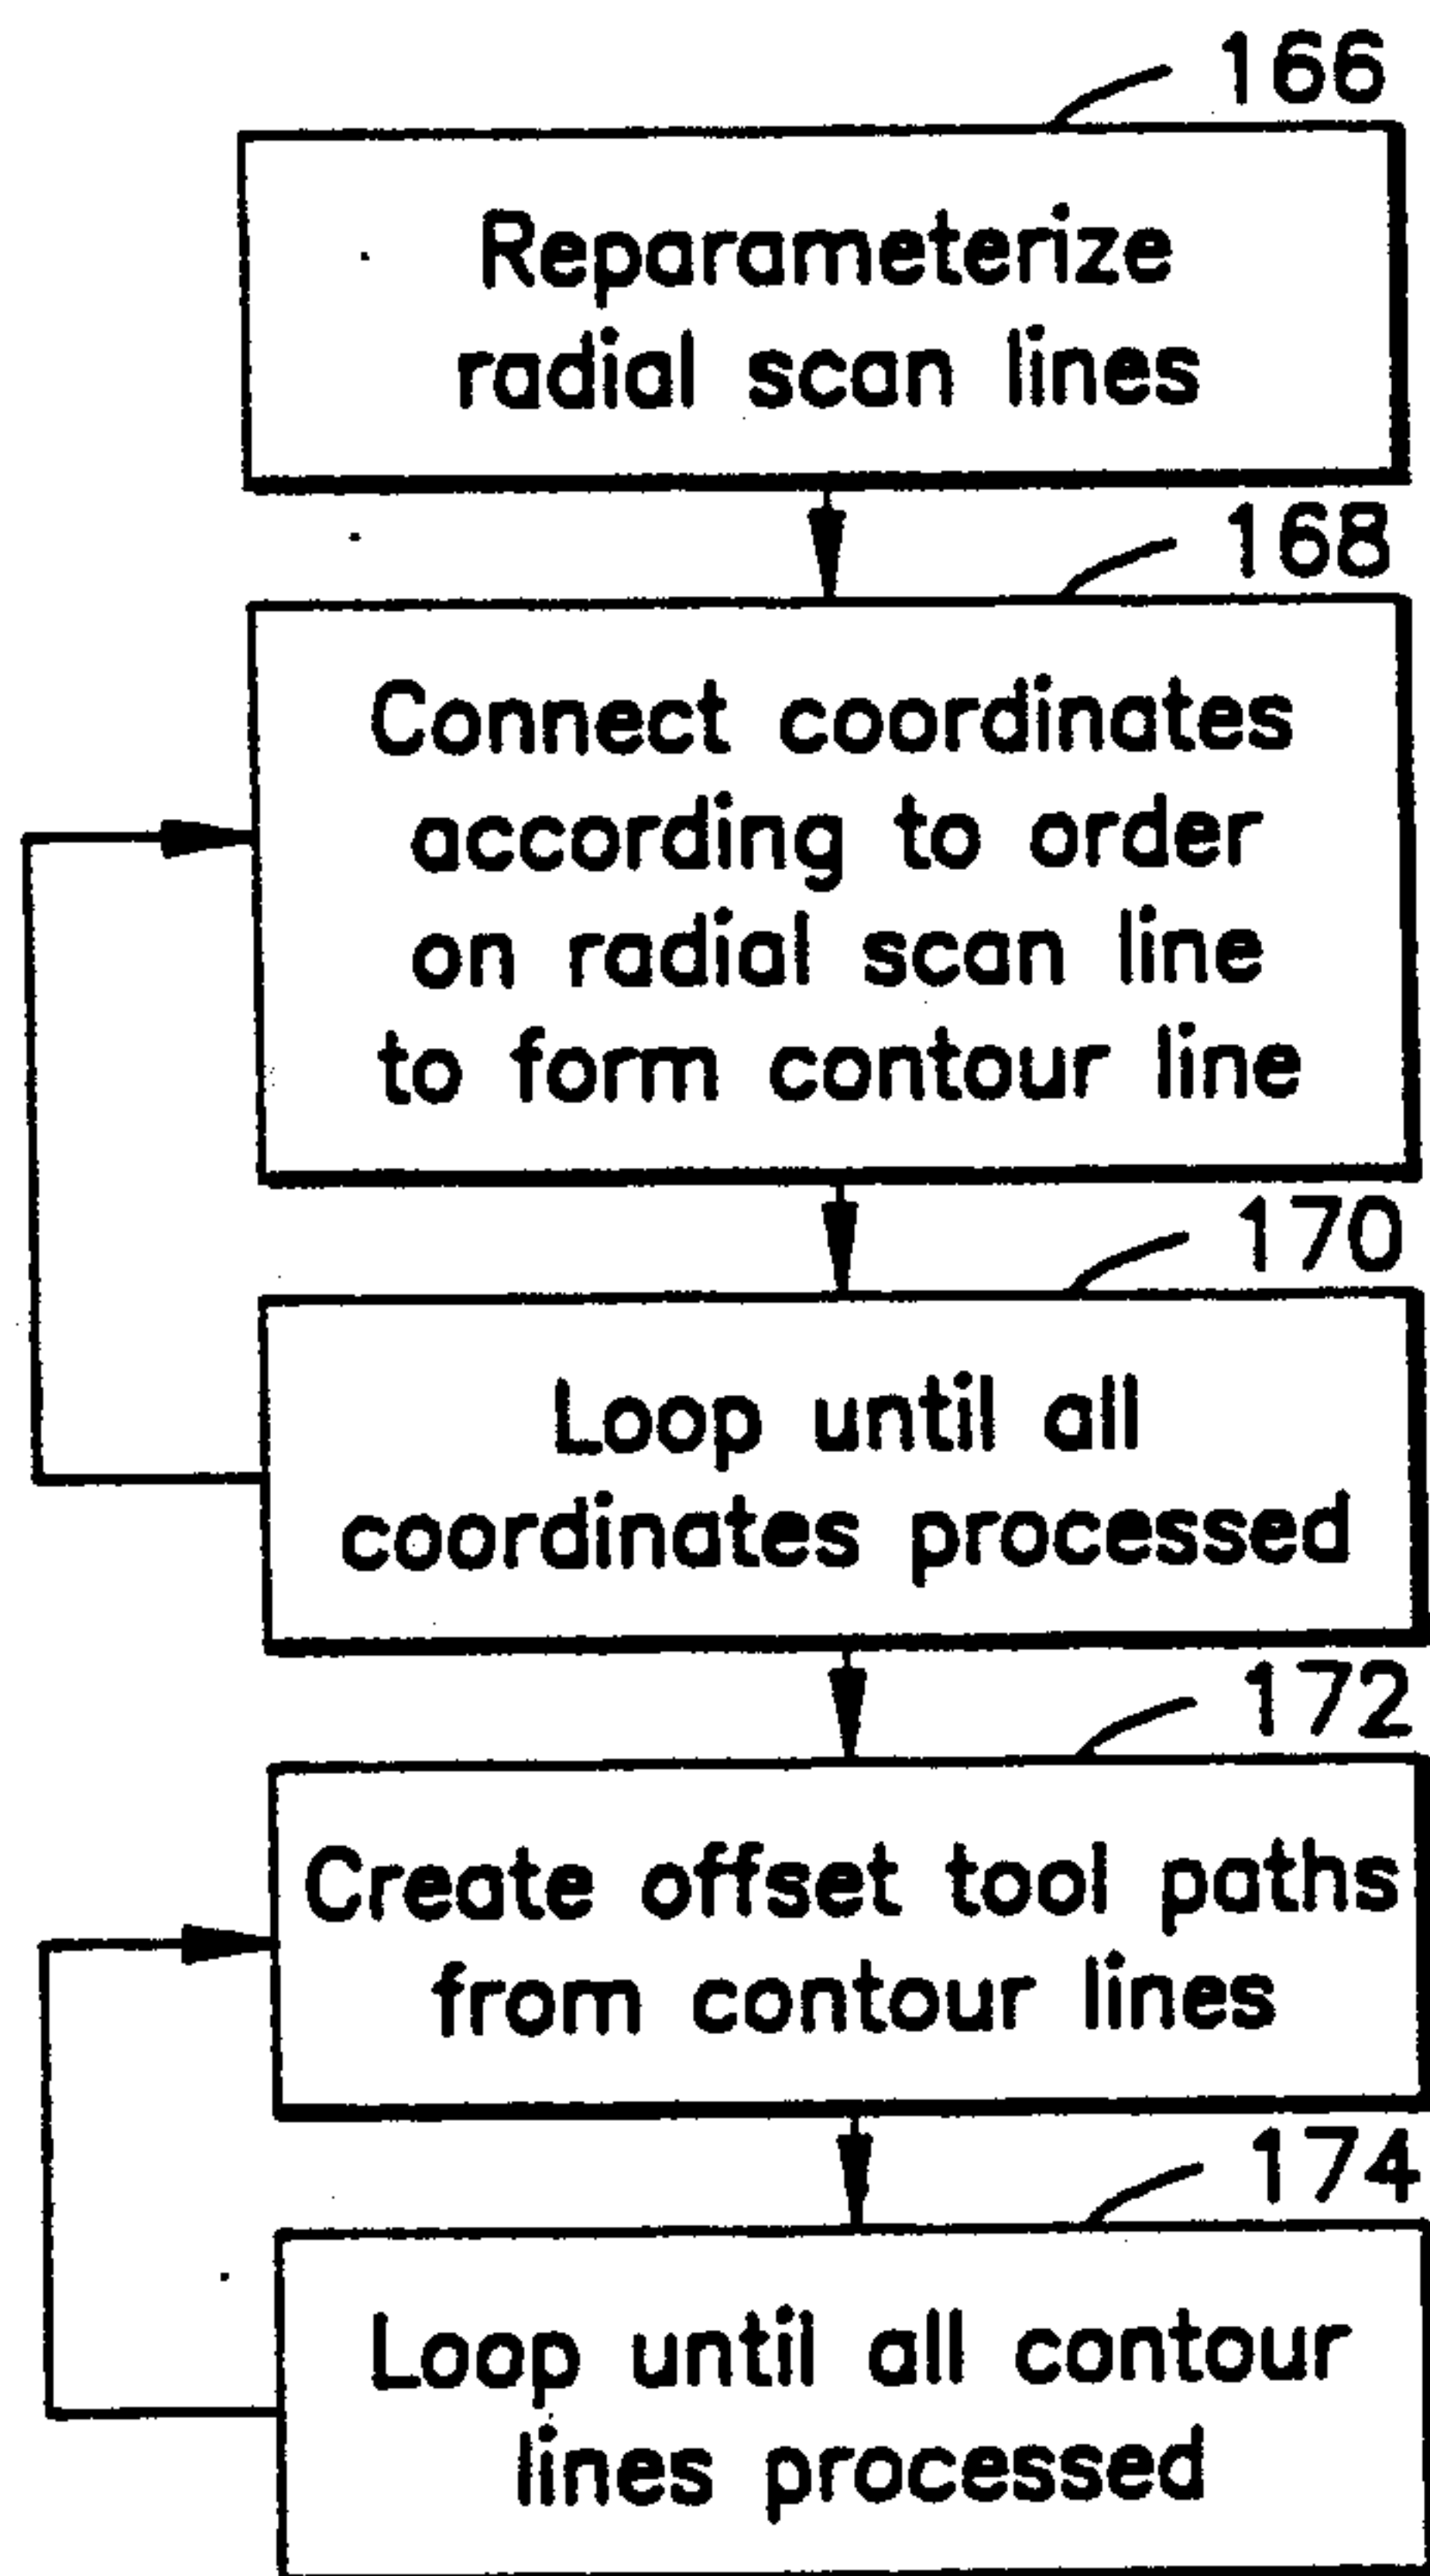 166
Reparameterize
radial scan lines
168
Connect coordinates
according to order
on radial scan line
to form contour line
170
Loop until all
coordinates processed
172
Create offset tool paths
from contour lines
174
Loop until all contour
lines processed